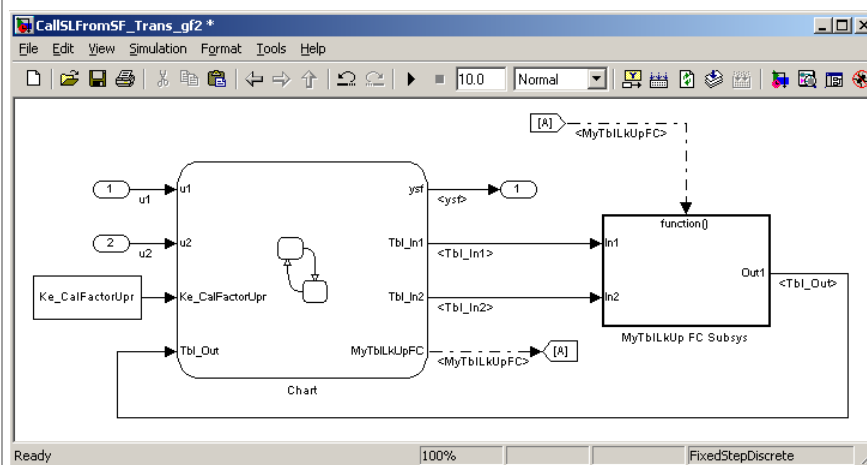 CallSLFromSF_Trans_gf2 *
File Edit View Simulation Format Tools Help
10.0 Normal
[A]
<MyTblLkUpFC>
1 u1 ysf 1
u1 <ysf>
function()
2 u2 Tbl_In1 In1
u2 <Tbl_In1>
Out1
<Tbl_Out>
Ke_CalFactorUpr Ke_CalFactorUpr Tbl_In2 In2
<Tbl_In2>
MyTblLkUp FC Subsys
Tbl_Out MyTblLkUpFC [A]
<MyTblLkUpFC>
Chart
Ready 100% FixedStepDiscrete